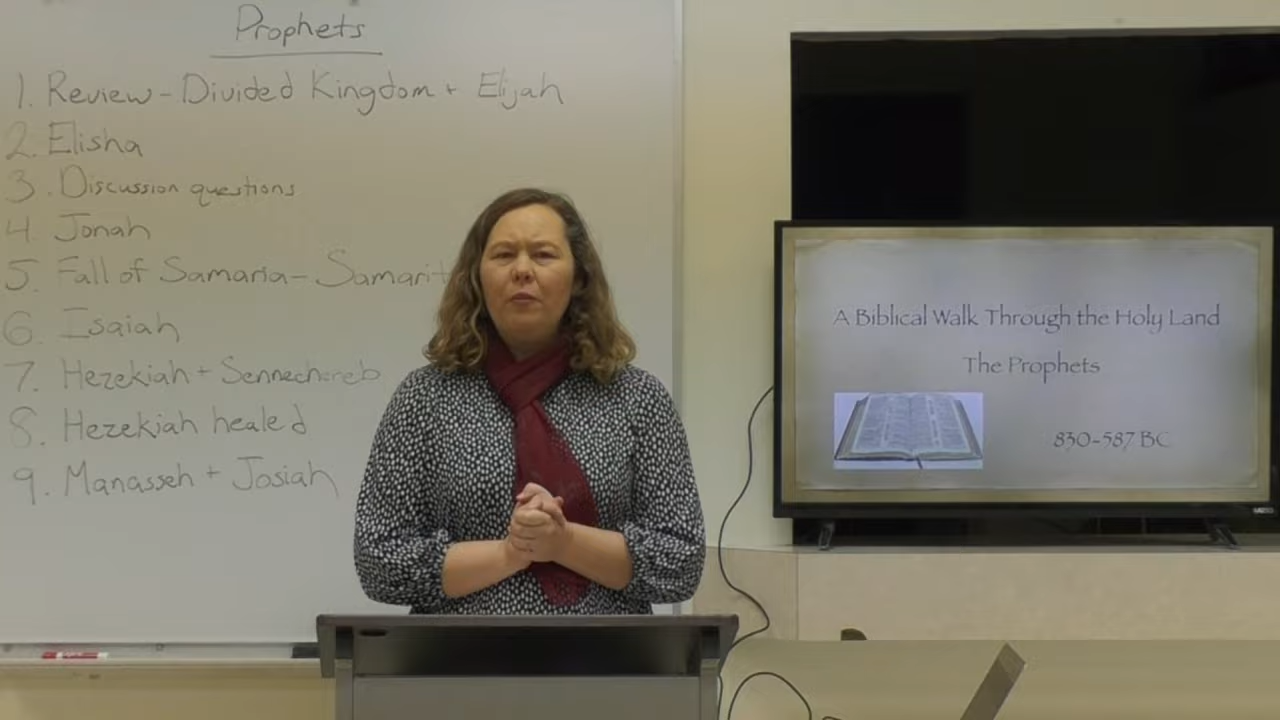 Prophets
1. Review - Divided Kingdom + Elijah
2. Elisha
3. Discussion questions
4. Jonah
5. Fall of Samaria - Samarit
6. Isaiah
7. Hezekiah + Sennechereb
8. Hezekiah healed
9. Manasseh + Josiah
A Biblical Walk Through the Holy Land
The Prophets
830-587 BC